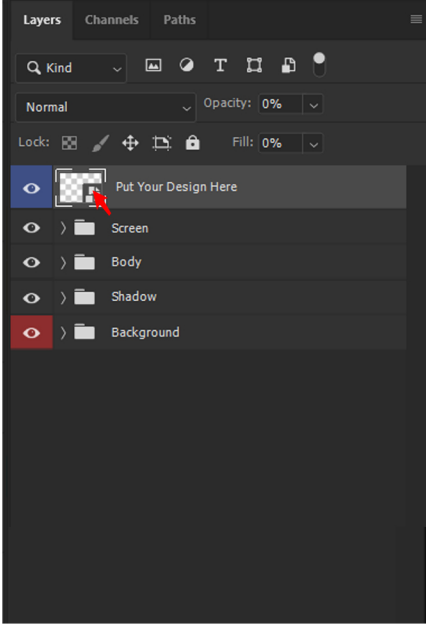 Layers Channels Paths
Kind
Normal Opacity: 0%
Lock: Fill: 0%
Put Your Design Here
Screen
Body
Shadow
Background